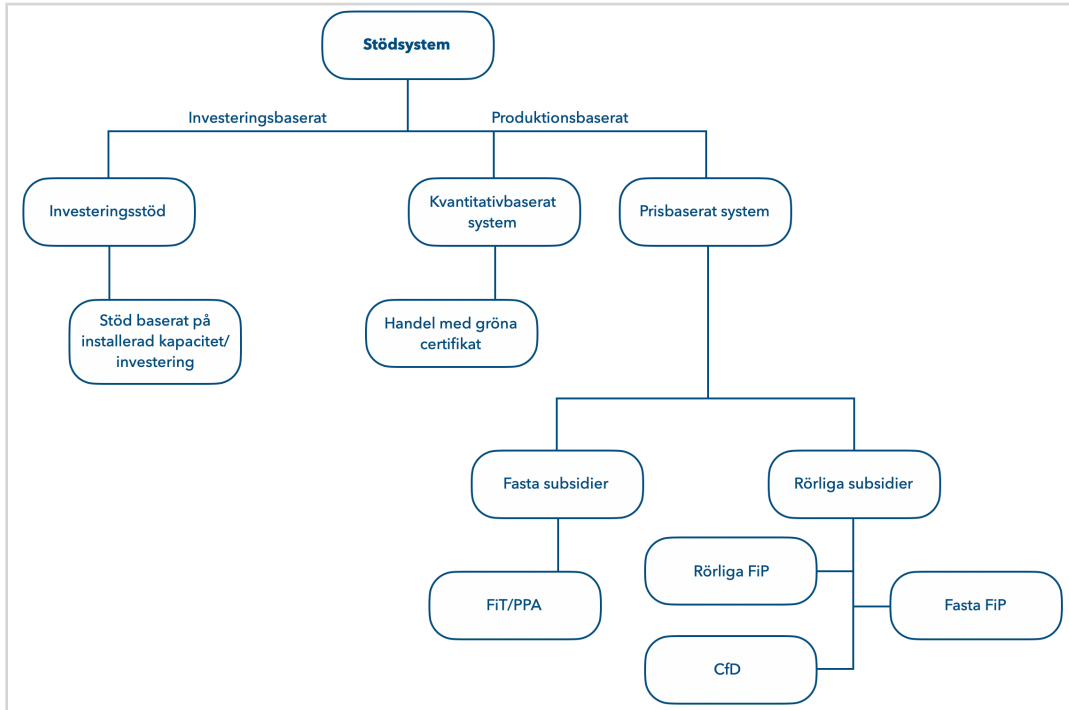 Stödsystem
Investeringsbaserat
Produktionsbaserat
Investeringsstöd
Kvantitativbaserat
system
Prisbaserat system
Stöd baserat på
installerad kapacitet/
investering
Handel med gröna
certifikat
Fasta subsidier
Rörliga subsidier
Rörliga FiP
FiT/PPA
Fasta FiP
CfD